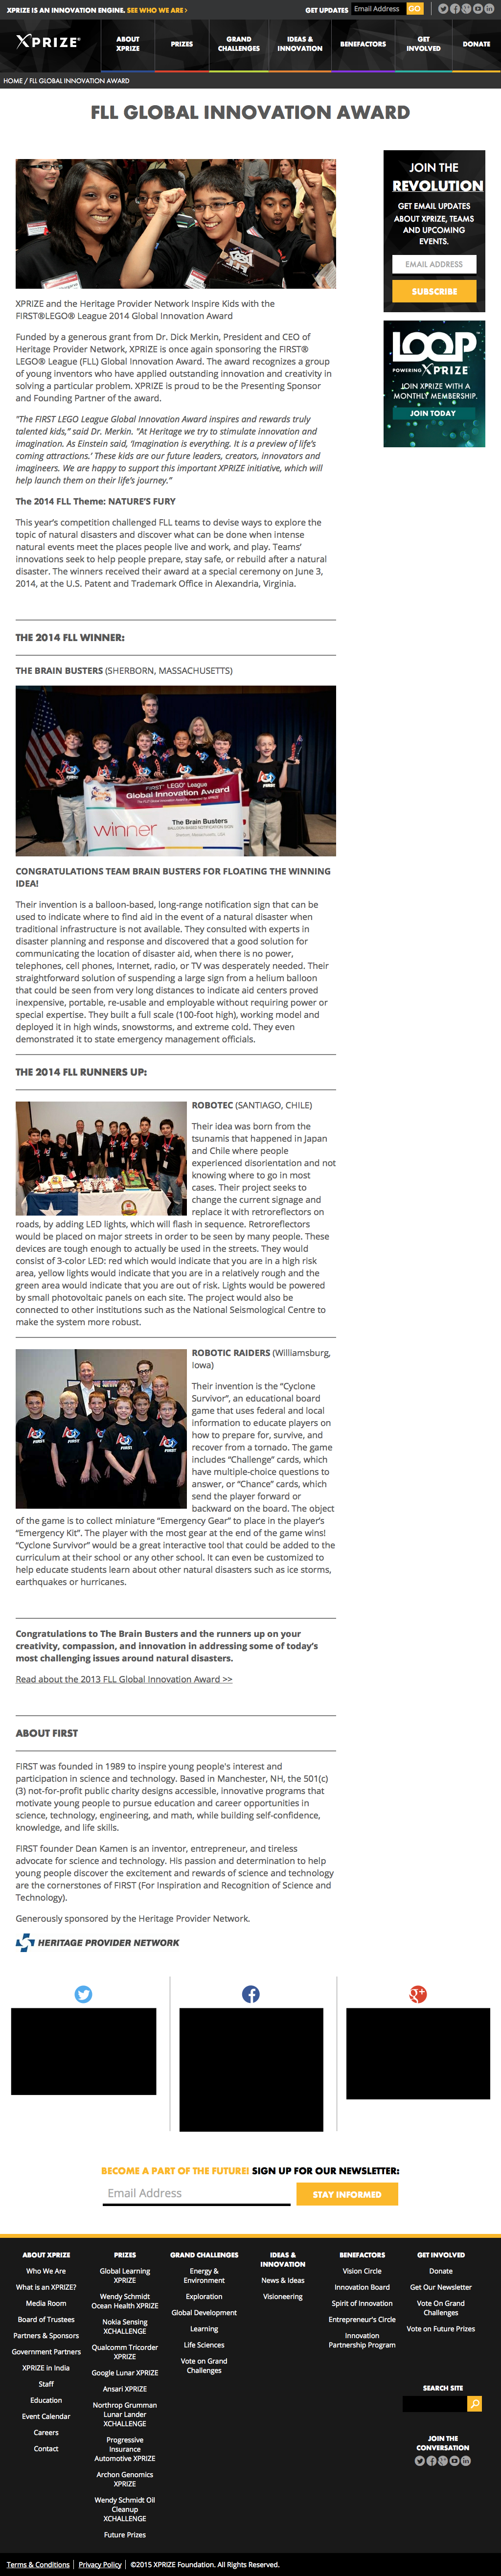 XPRIZE IS AN INNOVATION ENGINE. SEE WHO WE ARE ›
GET UPDATES Email Address GO
XPRIZE
ABOUT XPRIZE
PRIZES
GRAND CHALLENGES
IDEAS & INNOVATION
BENEFACTORS
GET INVOLVED
DONATE
HOME / FLL GLOBAL INNOVATION AWARD
FLL GLOBAL INNOVATION AWARD
XPRIZE and the Heritage Provider Network Inspire Kids with the
FIRST®LEGO® League 2014 Global Innovation Award
Funded by a generous grant from Dr. Dick Merkin, President and CEO of
Heritage Provider Network, XPRIZE is once again sponsoring the FIRST®
LEGO® League (FLL) Global Innovation Award. The award recognizes a group
of young inventors who have applied outstanding innovation and creativity in
solving a particular problem. XPRIZE is proud to be the Presenting Sponsor
and Founding Partner of the award.
"The FIRST LEGO League Global Innovation Award inspires and rewards truly
talented kids,” said Dr. Merkin. "At Heritage we try to stimulate innovation and
imagination. As Einstein said, ‘Imagination is everything. It is a preview of life’s
coming attractions.’ These kids are our future leaders, creators, innovators and
imagineers. We are happy to support this important XPRIZE initiative, which will
help launch them on their life’s journey."
The 2014 FLL Theme: NATURE’S FURY
This year’s competition challenged FLL teams to devise ways to explore the
topic of natural disasters and discover what can be done when intense
natural events meet the places people live and work, and play. Teams’
innovations seek to help people prepare, stay safe, or rebuild after a natural
disaster. The winners received their award at a special ceremony on June 3,
2014, at the U.S. Patent and Trademark Office in Alexandria, Virginia.
THE 2014 FLL WINNER:
THE BRAIN BUSTERS (SHERBORN, MASSACHUSETTS)
FIRST LEGO League
Global Innovation Award
winner
The Brain Busters
CONGRATULATIONS TEAM BRAIN BUSTERS FOR FLOATING THE WINNING
IDEA!
Their invention is a balloon-based, long-range notification sign that can be
used to indicate where to find aid in the event of a natural disaster when
traditional infrastructure is not available. They consulted with experts in
disaster planning and response and discovered that a good solution for
communicating the location of disaster aid, when there is no power,
telephones, cell phones, Internet, radio, or TV was desperately needed. Their
straightforward solution of suspending a large sign from a helium balloon
that could be seen from very long distances to indicate aid centers proved
inexpensive, portable, re-usable and employable without requiring power or
special expertise. They built a full scale (100-foot high), working model and
deployed it in high winds, snowstorms, and extreme cold. They even
demonstrated it to state emergency management officials.
THE 2014 FLL RUNNERS UP:
ROBOTEC (SANTIAGO, CHILE)
Their idea was born from the
tsunamis that happened in Japan
and Chile where people
experienced disorientation and not
knowing where to go in most
cases. Their project seeks to
change the current signage and
replace it with retroreflectors on
roads, by adding LED lights, which will flash in sequence. Retroreflectors
would be placed on major streets in order to be seen by many people. These
devices are tough enough to actually be used in the streets. They would
consist of 3-color LED: red which would indicate that you are in a high risk
area, yellow lights would indicate that you are in a relatively rough and the
green area would indicate that you are out of risk. Lights would be powered
by small photovoltaic panels on each site. The project would also be
connected to other institutions such as the National Seismological Centre to
make the system more robust.
ROBOTIC RAIDERS (Williamsburg,
Iowa)
Their invention is the “Cyclone
Survivor”, an educational board
game that uses federal and local
information to educate players on
how to prepare for, survive, and
recover from a tornado. The game
includes “Challenge” cards, which
have multiple-choice questions to
answer, or “Chance” cards, which
send the player forward or
backward on the board. The object
of the game is to collect miniature “Emergency Gear” to place in the player’s
“Emergency Kit”. The player with the most gear at the end of the game wins!
“Cyclone Survivor” would be a great interactive tool that could be added to the
curriculum at their school or any other school. It can even be customized to
help educate students learn about other natural disasters such as ice storms,
earthquakes or hurricanes.
Congratulations to The Brain Busters and the runners up on your
creativity, compassion, and innovation in addressing some of today’s
most challenging issues around natural disasters.
Read about the 2013 FLL Global Innovation Award >>
ABOUT FIRST
FIRST was founded in 1989 to inspire young people's interest and
participation in science and technology. Based in Manchester, NH, the 501(c)
(3) not-for-profit public charity designs accessible, innovative programs that
motivate young people to pursue education and career opportunities in
science, technology, engineering, and math, while building self-confidence,
knowledge, and life skills.
FIRST founder Dean Kamen is an inventor, entrepreneur, and tireless
advocate for science and technology. His passion and determination to help
young people discover the excitement and rewards of science and technology
are the cornerstones of FIRST (For Inspiration and Recognition of Science and
Technology).
Generously sponsored by the Heritage Provider Network.
HERITAGE PROVIDER NETWORK
JOIN THE
REVOLUTION
GET EMAIL UPDATES
ABOUT XPRIZE, TEAMS
AND UPCOMING
EVENTS.
EMAIL ADDRESS
SUBSCRIBE
LOOP
POWERING XPRIZE
JOIN XPRIZE WITH A
MONTHLY MEMBERSHIP.
JOIN TODAY
BECOME A PART OF THE FUTURE! SIGN UP FOR OUR NEWSLETTER:
Email Address
STAY INFORMED
ABOUT XPRIZE
Who We Are
What is an XPRIZE?
Media Room
Board of Trustees
Partners & Sponsors
Government Partners
XPRIZE in India
Staff
Education
Event Calendar
Careers
Contact
PRIZES
Global Learning
XPRIZE
Wendy Schmidt
Ocean Health XPRIZE
Nokia Sensing
XCHALLENGE
Qualcomm Tricorder
XPRIZE
Google Lunar XPRIZE
Ansari XPRIZE
Northrop Grumman
Lunar Lander
XCHALLENGE
Progressive
Insurance
Automotive XPRIZE
Archon Genomics
XPRIZE
Wendy Schmidt Oil
Cleanup
XCHALLENGE
Future Prizes
GRAND CHALLENGES
Energy &
Environment
Exploration
Global Development
Learning
Life Sciences
Vote on Grand
Challenges
IDEAS &
INNOVATION
News & Ideas
Visioneering
BENEFACTORS
Vision Circle
Innovation Board
Spirit of Innovation
Entrepreneur's Circle
Innovation
Partnership Program
GET INVOLVED
Donate
Get Our Newsletter
Vote On Grand
Challenges
Vote on Future Prizes
SEARCH SITE
JOIN THE
CONVERSATION
Terms & Conditions
Privacy Policy
©2015 XPRIZE Foundation. All Rights Reserved.